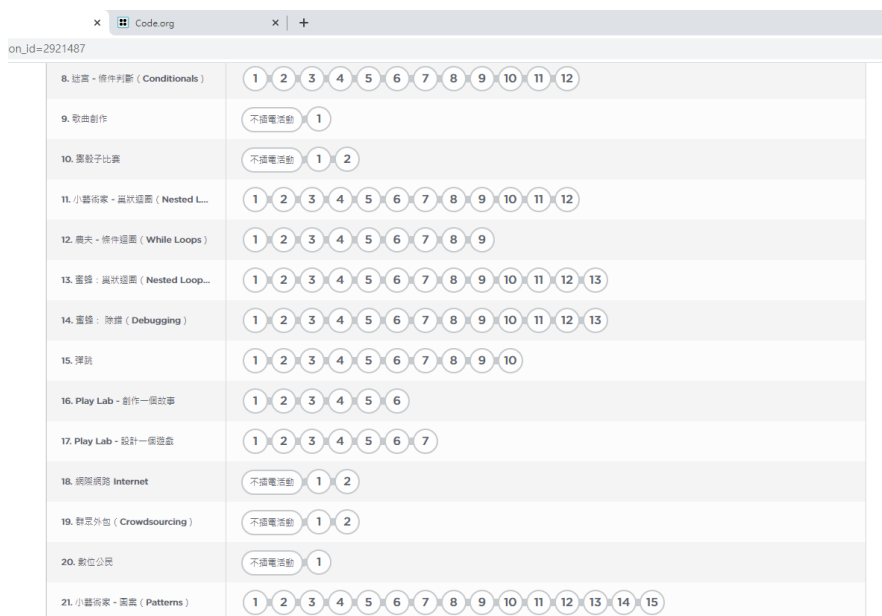 Code.org
on_id=2921487
8. 迷宮 - 條件判斷 ( Conditionals ) 1 2 3 4 5 6 7 8 9 10 11 12
9. 歌曲創作 不插電活動 1
10. 擲骰子比賽 不插電活動 1 2
11. 小藝術家 - 巢狀迴圈 ( Nested L... 1 2 3 4 5 6 7 8 9 10 11 12
12. 農夫 - 條件迴圈 ( While Loops ) 1 2 3 4 5 6 7 8 9
13. 蜜蜂 : 巢狀迴圈 ( Nested Loop... 1 2 3 4 5 6 7 8 9 10 11 12 13
14. 蜜蜂 : 除錯 ( Debugging ) 1 2 3 4 5 6 7 8 9 10 11 12 13
15. 彈跳 1 2 3 4 5 6 7 8 9 10
16. Play Lab - 創作一個故事 1 2 3 4 5 6
17. Play Lab - 設計一個遊戲 1 2 3 4 5 6 7
18. 網際網路 Internet 不插電活動 1 2
19. 群眾外包 ( Crowdsourcing ) 不插電活動 1 2
20. 數位公民 不插電活動 1
21. 小藝術家 - 圖案 ( Patterns ) 1 2 3 4 5 6 7 8 9 10 11 12 13 14 15